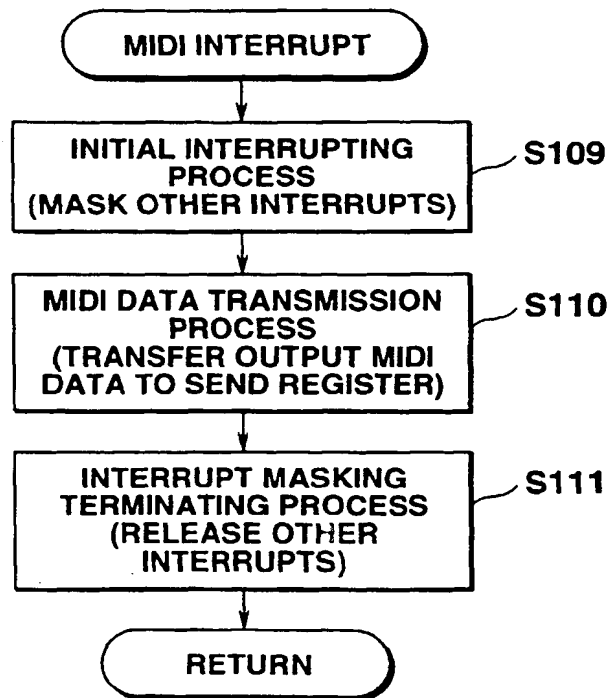 MIDI INTERRUPT
INITIAL INTERRUPTING
PROCESS
(MASK OTHER INTERRUPTS)
S109
MIDI DATA TRANSMISSION
PROCESS
(TRANSFER OUTPUT MIDI
DATA TO SEND REGISTER)
S110
INTERRUPT MASKING
TERMINATING PROCESS
(RELEASE OTHER
INTERRUPTS)
S111
RETURN